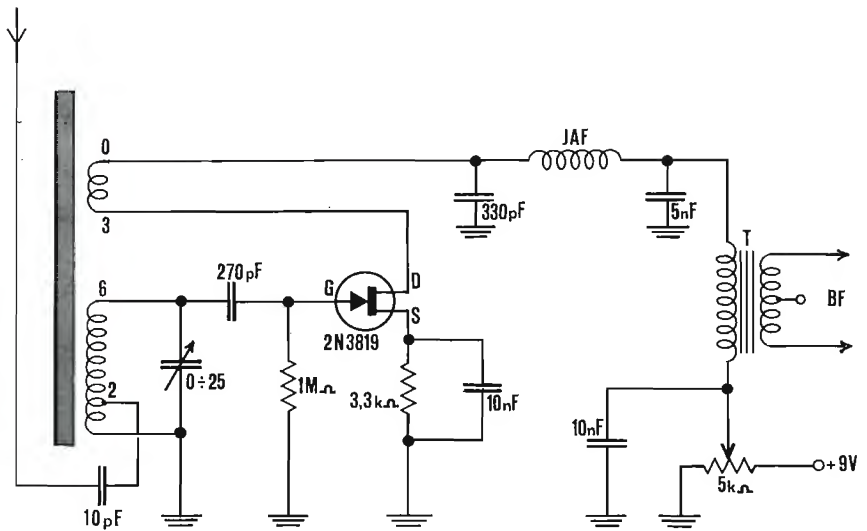 0
JAF
3
330pF
5nF
T
6
270pF
G
D
S
BF
2N3819
2
0÷25
1MΩ
3,3kΩ
10nF
10nF
+9V
5kΩ
10pF